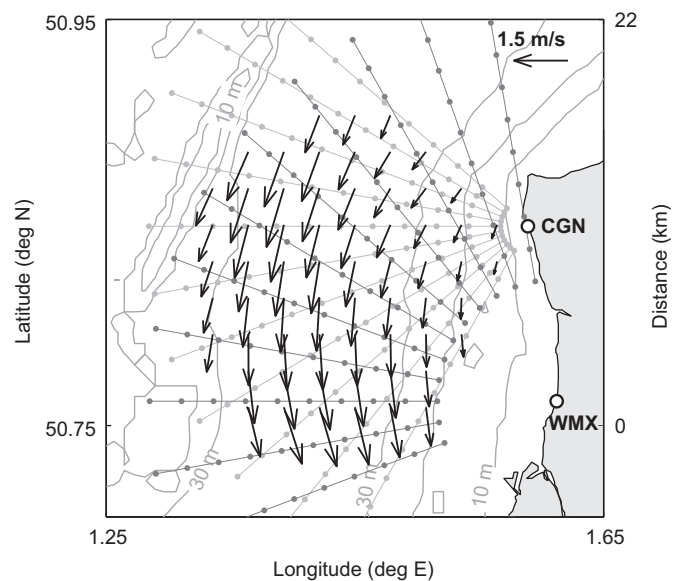 50.95
22
1.5 m/s
10 m
CGN
Latitude (deg N)
Distance (km)
50.75
WMX
0
30 m
30 m
10 m
1.25
1.65
Longitude (deg E)